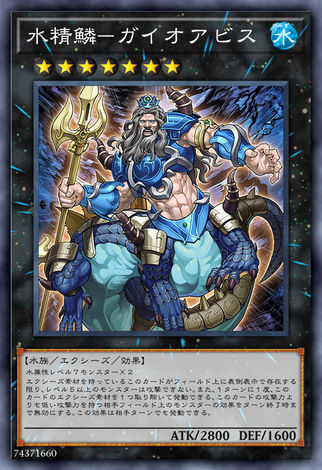 水精鱗－ガイオアビス
水
【水族／エクシーズ／効果】
水属性レベル７モンスター×２
エクシーズ素材を持っているこのカードがフィールド上に表側表示で存在する
限り、レベル５以上のモンスターは攻撃できない。また、１ターンに１度、この
カードのエクシーズ素材を１つ取り除いて発動できる。このカードの攻撃力よ
りも低い攻撃力を持つ相手フィールド上のモンスターの効果をターン終了時ま
で無効にする。この効果は相手ターンでも発動できる。
ATK/2800 DEF/1600
74371660